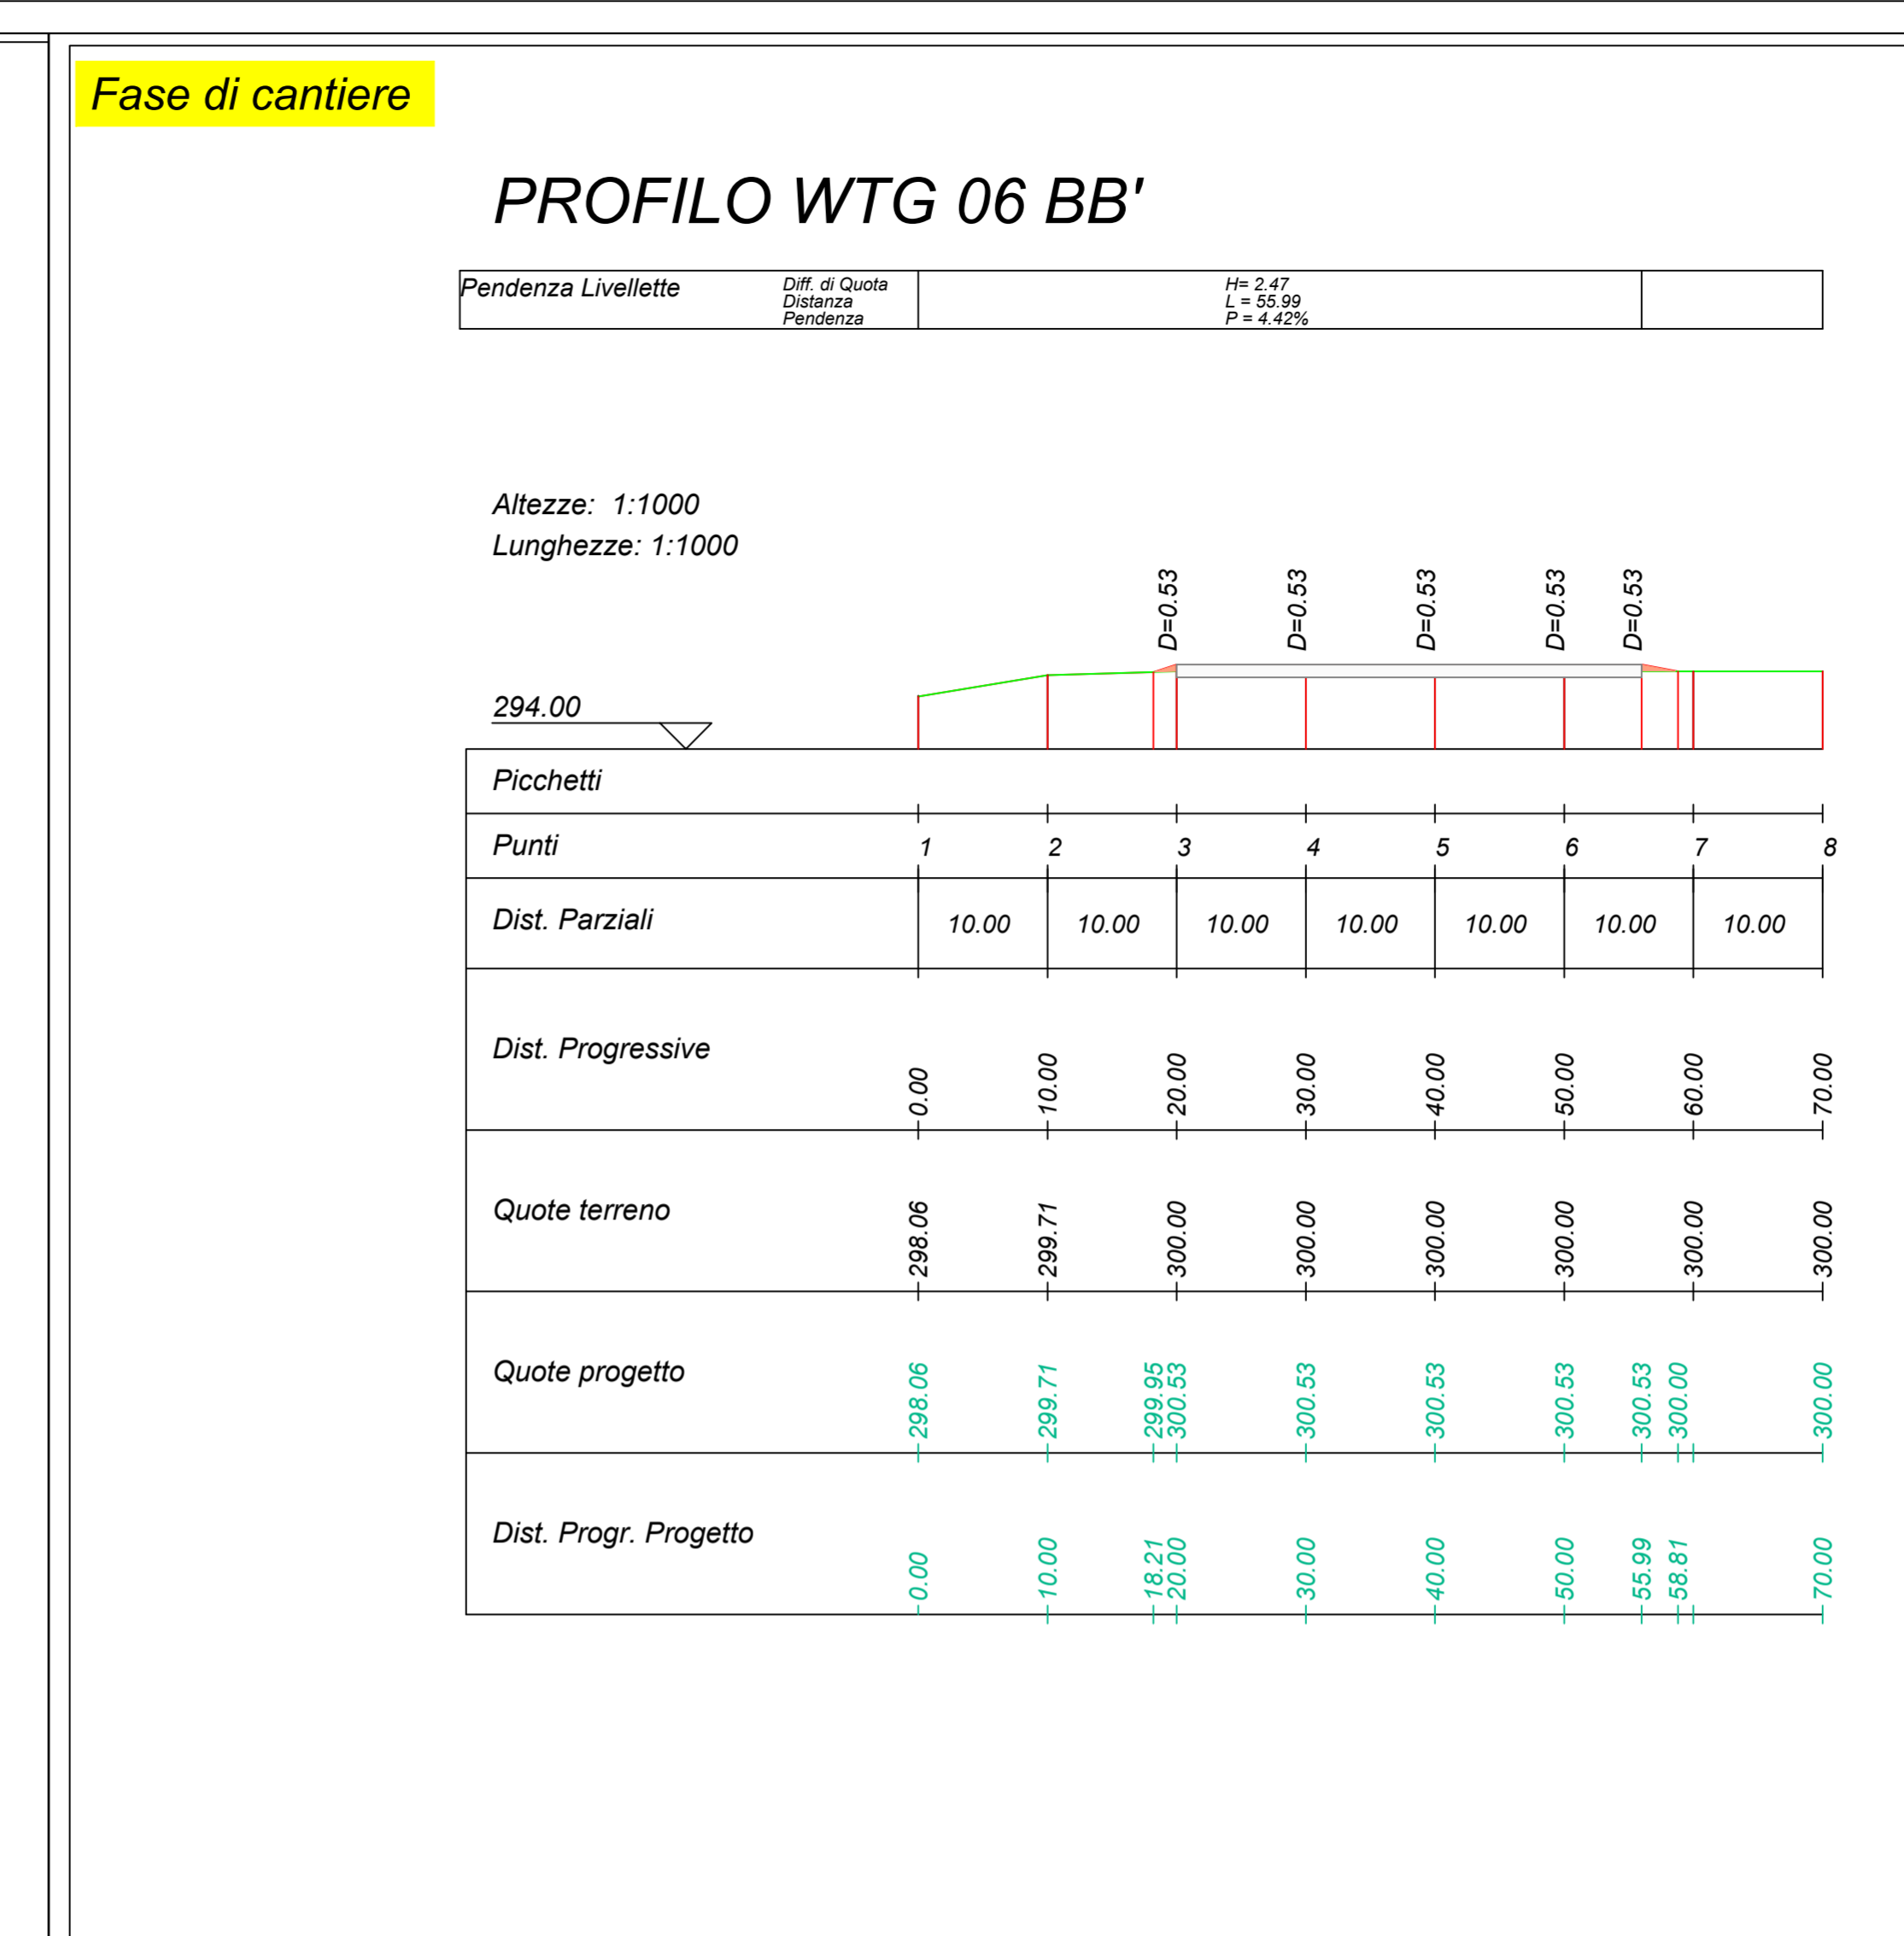 Fase di cantiere
PROFILO WTG 06 BB'
Pendenza Livellette
Diff. di Quota
Distanza
Pendenza
H= 2.47
L = 55.99
P = 4.42%
Altezze: 1:1000
Lunghezze: 1:1000
D=0.53 D=0.53 D=0.53 D=0.53 D=0.53
294.00
Picchetti
Punti 1 2 3 4 5 6 7 8
Dist. Parziali 10.00 10.00 10.00 10.00 10.00 10.00 10.00
Dist. Progressive 0.00 10.00 20.00 30.00 40.00 50.00 60.00 70.00
Quote terreno 298.06 299.71 300.00 300.00 300.00 300.00 300.00 300.00
Quote progetto 298.06 299.71 299.95 300.53 300.53 300.53 300.53 300.53 300.00 300.00
Dist. Progr. Progetto 0.00 10.00 18.21 20.00 30.00 40.00 50.00 55.99 58.81 70.00